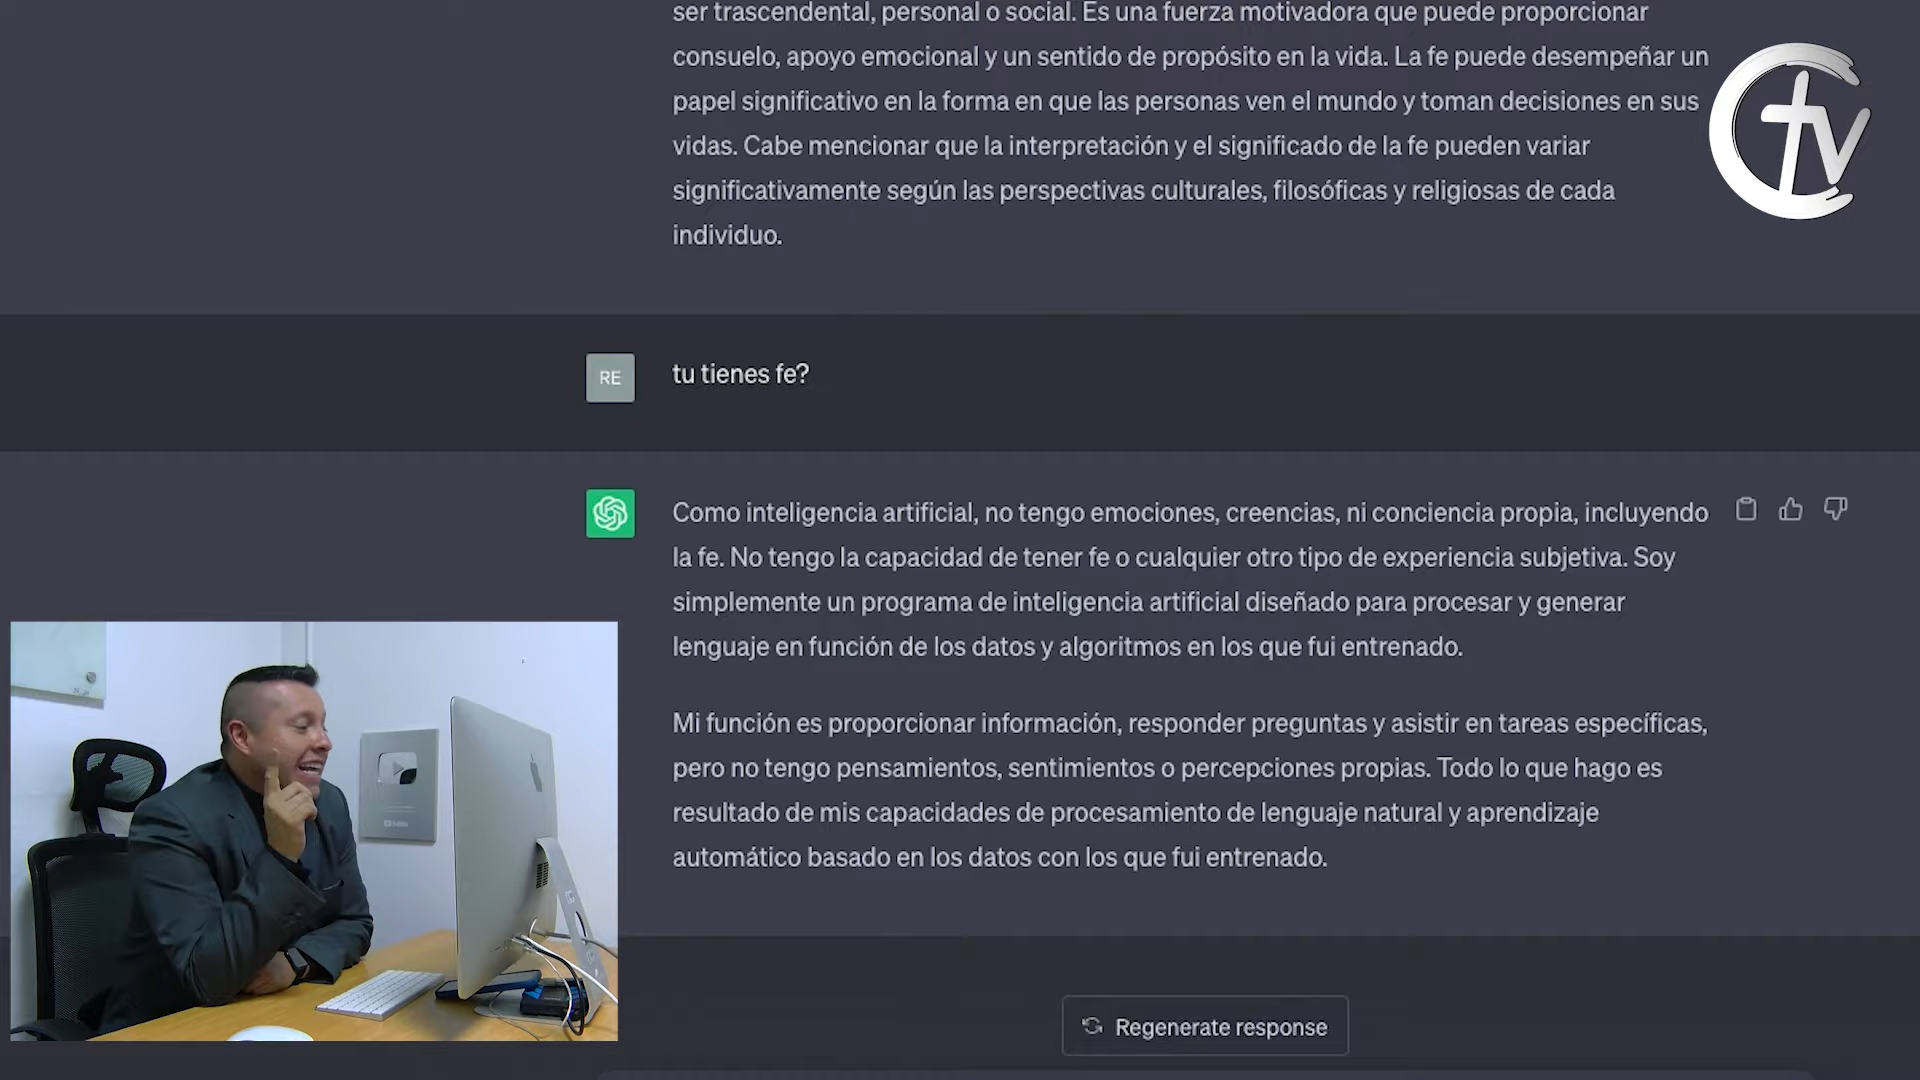 ser trascendental, personal o social. Es una fuerza motivadora que puede proporcionar
consuelo, apoyo emocional y un sentido de propósito en la vida. La fe puede desempeñar un
papel significativo en la forma en que las personas ven el mundo y toman decisiones en sus
vidas. Cabe mencionar que la interpretación y el significado de la fe pueden variar
significativamente según las perspectivas culturales, filosóficas y religiosas de cada
individuo.
CTV
RE
tu tienes fe?
Como inteligencia artificial, no tengo emociones, creencias, ni conciencia propia, incluyendo
la fe. No tengo la capacidad de tener fe o cualquier otro tipo de experiencia subjetiva. Soy
simplemente un programa de inteligencia artificial diseñado para procesar y generar
lenguaje en función de los datos y algoritmos en los que fui entrenado.
Mi función es proporcionar información, responder preguntas y asistir en tareas específicas,
pero no tengo pensamientos, sentimientos o percepciones propias. Todo lo que hago es
resultado de mis capacidades de procesamiento de lenguaje natural y aprendizaje
automático basado en los datos con los que fui entrenado.
Regenerate response